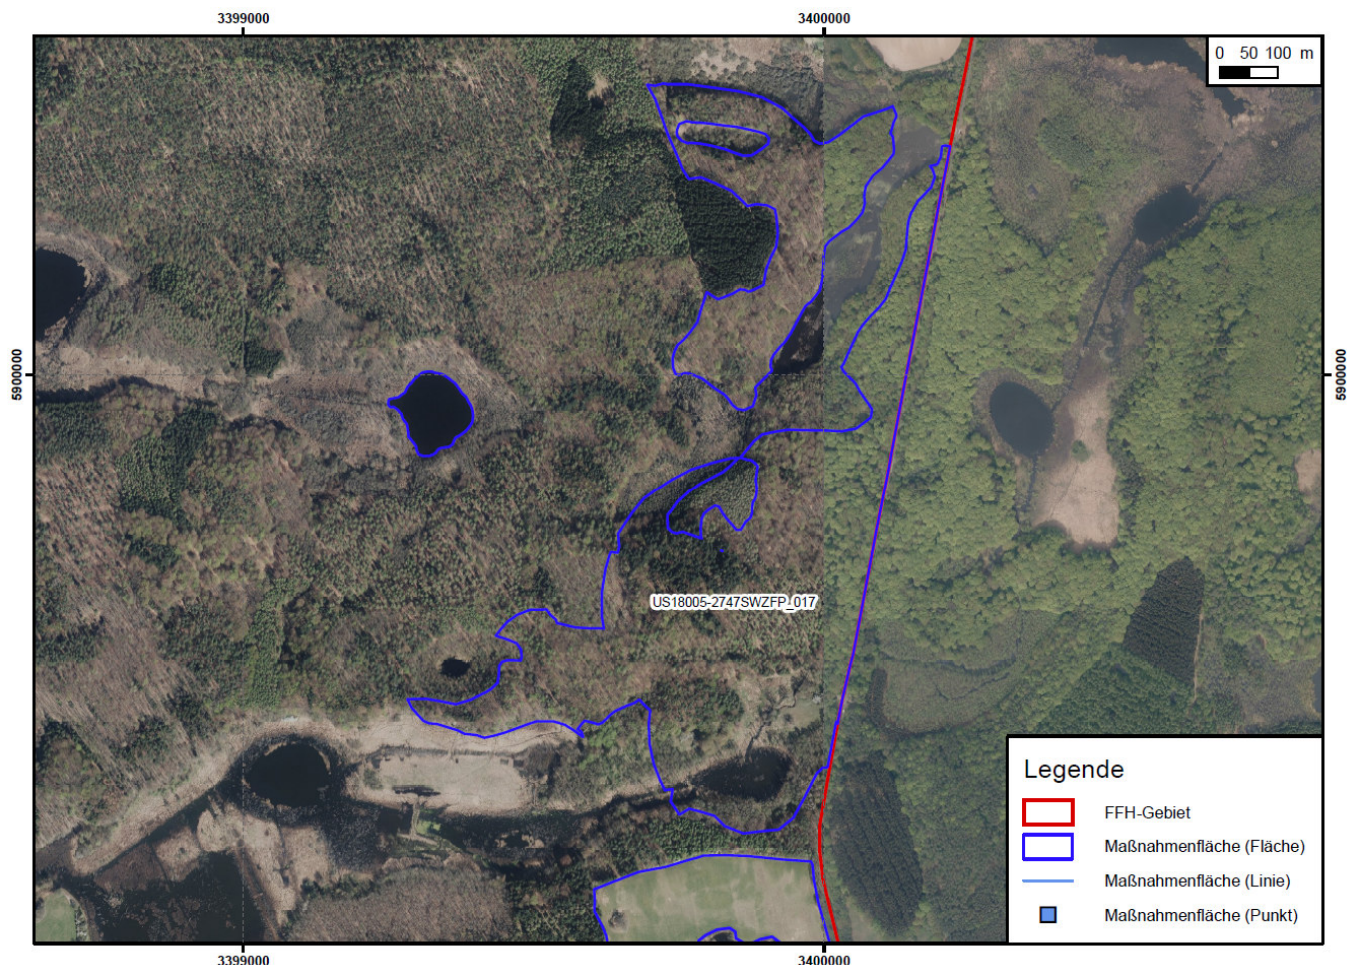 3399000 3400000
0 50 100 m
5900000
5900000
US18005-2747SWZFP_017
Legende
FFH-Gebiet
Maßnahmenfläche (Fläche)
Maßnahmenfläche (Linie)
Maßnahmenfläche (Punkt)
3399000 3400000